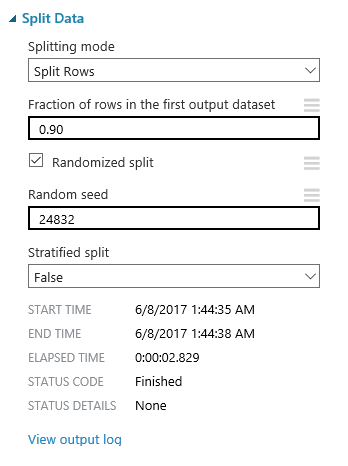 Split Data
Splitting mode
Split Rows
Fraction of rows in the first output dataset
0.90
Randomized split
Random seed
24832
Stratified split
False
START TIME 6/8/2017 1:44:35 AM
END TIME 6/8/2017 1:44:38 AM
ELAPSED TIME 0:00:02.829
STATUS CODE Finished
STATUS DETAILS None
View output log